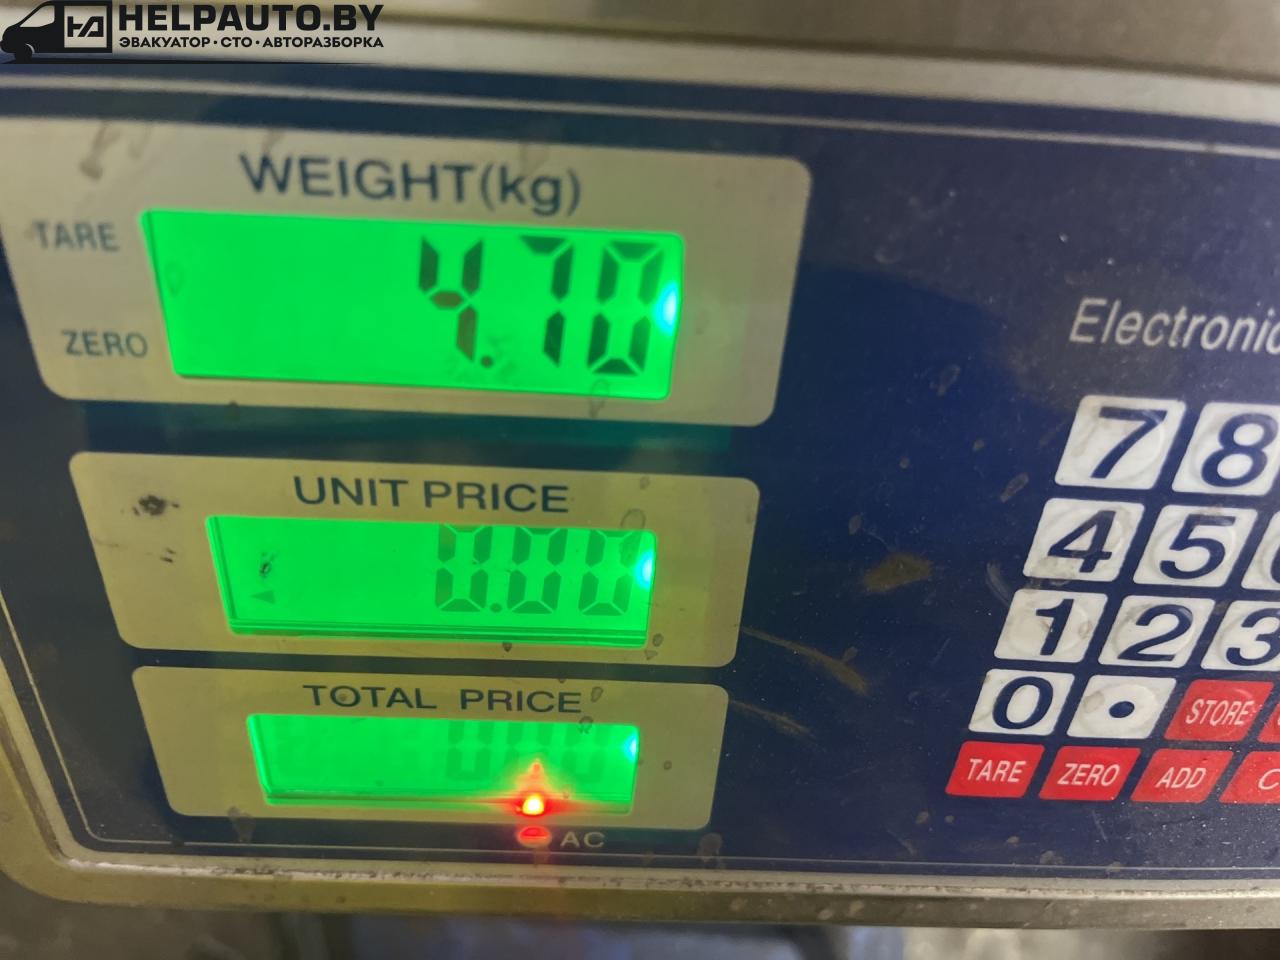 HELPAUTO.BY
ЭВАКУАТОР·СТО·АВТОРАЗБОРКА
WEIGHT(kg)
TARE
4.70
ZERO
Electronic
UNIT PRICE
0.00
TOTAL PRICE
AC
7 8
4 5
1 2 3
0 .
STORE
TARE ZERO ADD C